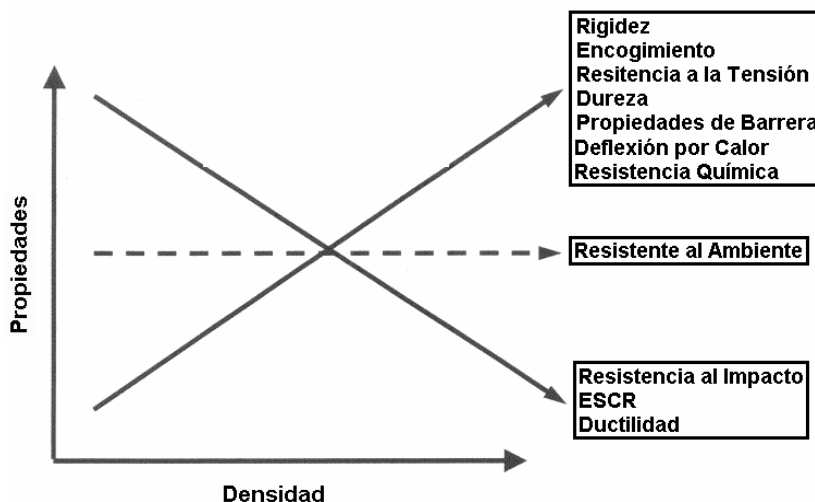 Rigidez
Encogimiento
Resitencia a la Tensión
Dureza
Propiedades de Barrera
Deflexión por Calor
Resistencia Química
Propiedades
Resistente al Ambiente
Resistencia al Impacto
ESCR
Ductilidad
Densidad